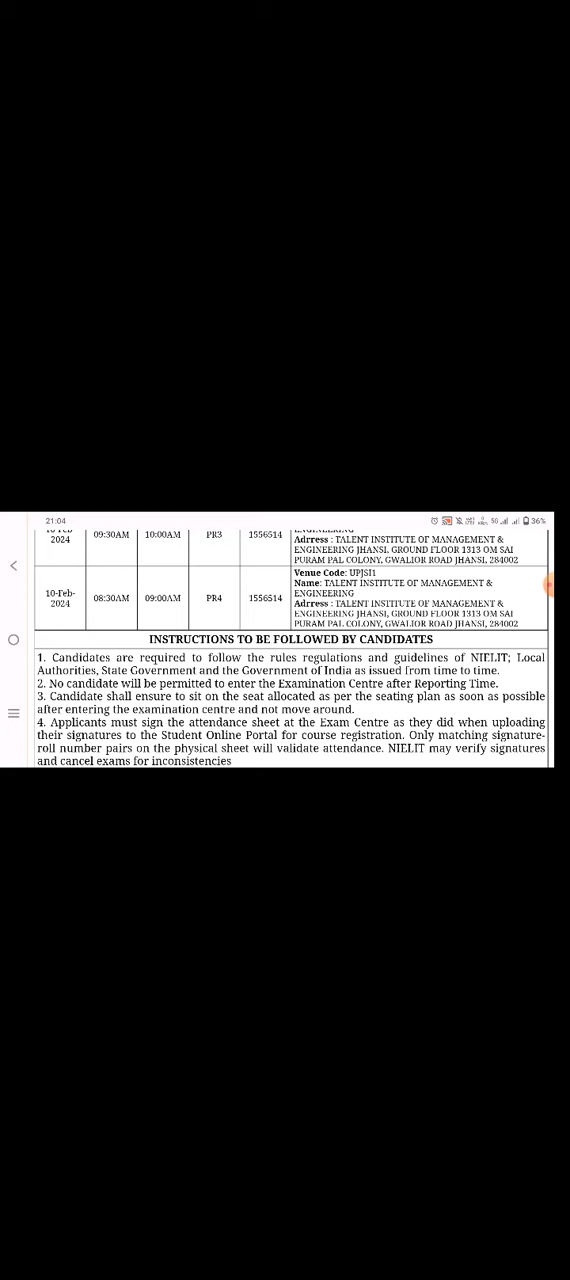 21:04
5G
36%
ENGINEERING
2024 09:30AM 10:00AM PR3 1556514 Adrress : TALENT INSTITUTE OF MANAGEMENT &
ENGINEERING JHANSI, GROUND FLOOR 1313 OM SAI
PURAM PAL COLONY, GWALIOR ROAD JHANSI, 284002
Venue Code: UPJSI1
Name: TALENT INSTITUTE OF MANAGEMENT &
10-Feb- ENGINEERING
2024 08:30AM 09:00AM PR4 1556514 Adrress : TALENT INSTITUTE OF MANAGEMENT &
ENGINEERING JHANSI, GROUND FLOOR 1313 OM SAI
PURAM PAL COLONY, GWALIOR ROAD JHANSI, 284002
INSTRUCTIONS TO BE FOLLOWED BY CANDIDATES
1. Candidates are required to follow the rules regulations and guidelines of NIELIT; Local
Authorities, State Government and the Government of India as issued from time to time.
2. No candidate will be permitted to enter the Examination Centre after Reporting Time.
3. Candidate shall ensure to sit on the seat allocated as per the seating plan as soon as possible
after entering the examination centre and not move around.
4. Applicants must sign the attendance sheet at the Exam Centre as they did when uploading
their signatures to the Student Online Portal for course registration. Only matching signature-
roll number pairs on the physical sheet will validate attendance. NIELIT may verify signatures
and cancel exams for inconsistencies